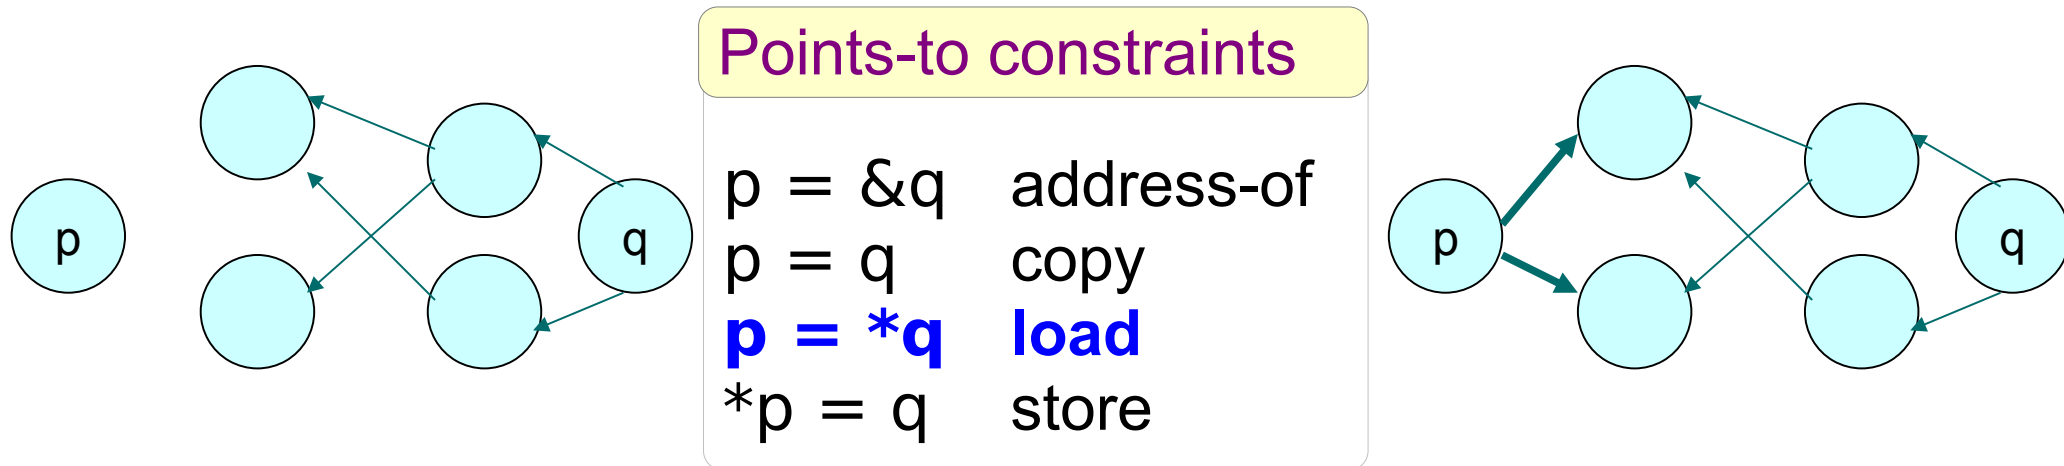 Points-to constraints
p = &q address-of
p = q copy
p = *q load
*p = q store
p
q
p
q